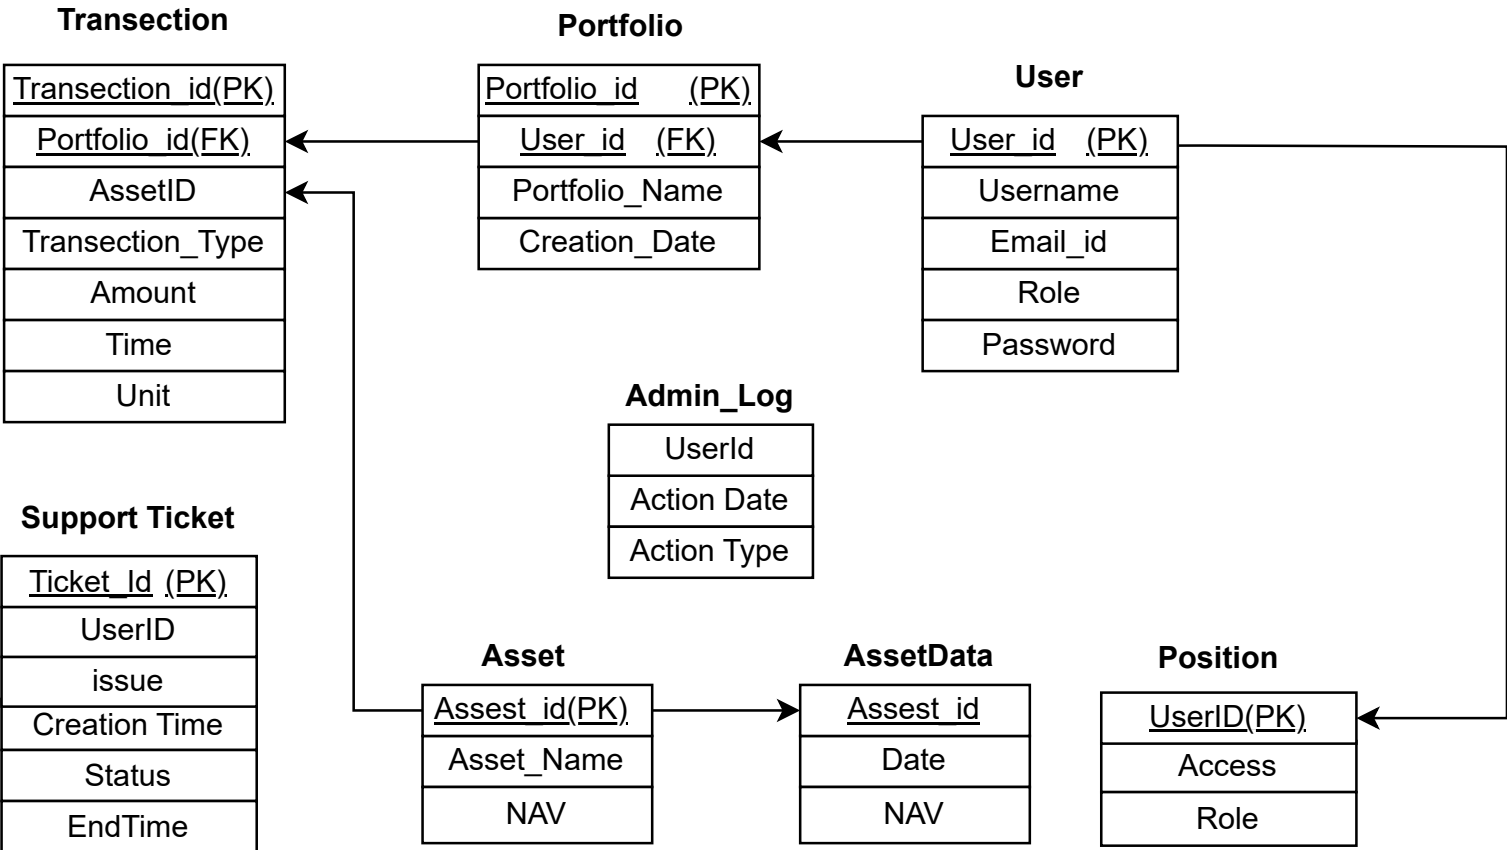 Transection
Transection_id(PK)
Portfolio_id(FK)
AssetID
Transection_Type
Amount
Time
Unit
Portfolio
Portfolio_id (PK)
User_id (FK)
Portfolio_Name
Creation_Date
User
User_id (PK)
Username
Email_id
Role
Password
Admin_Log
UserId
Action Date
Action Type
Support Ticket
Ticket_Id (PK)
UserID
issue
Creation Time
Status
EndTime
Asset
Assest_id(PK)
Asset_Name
NAV
AssetData
Assest_id
Date
NAV
Position
UserID(PK)
Access
Role